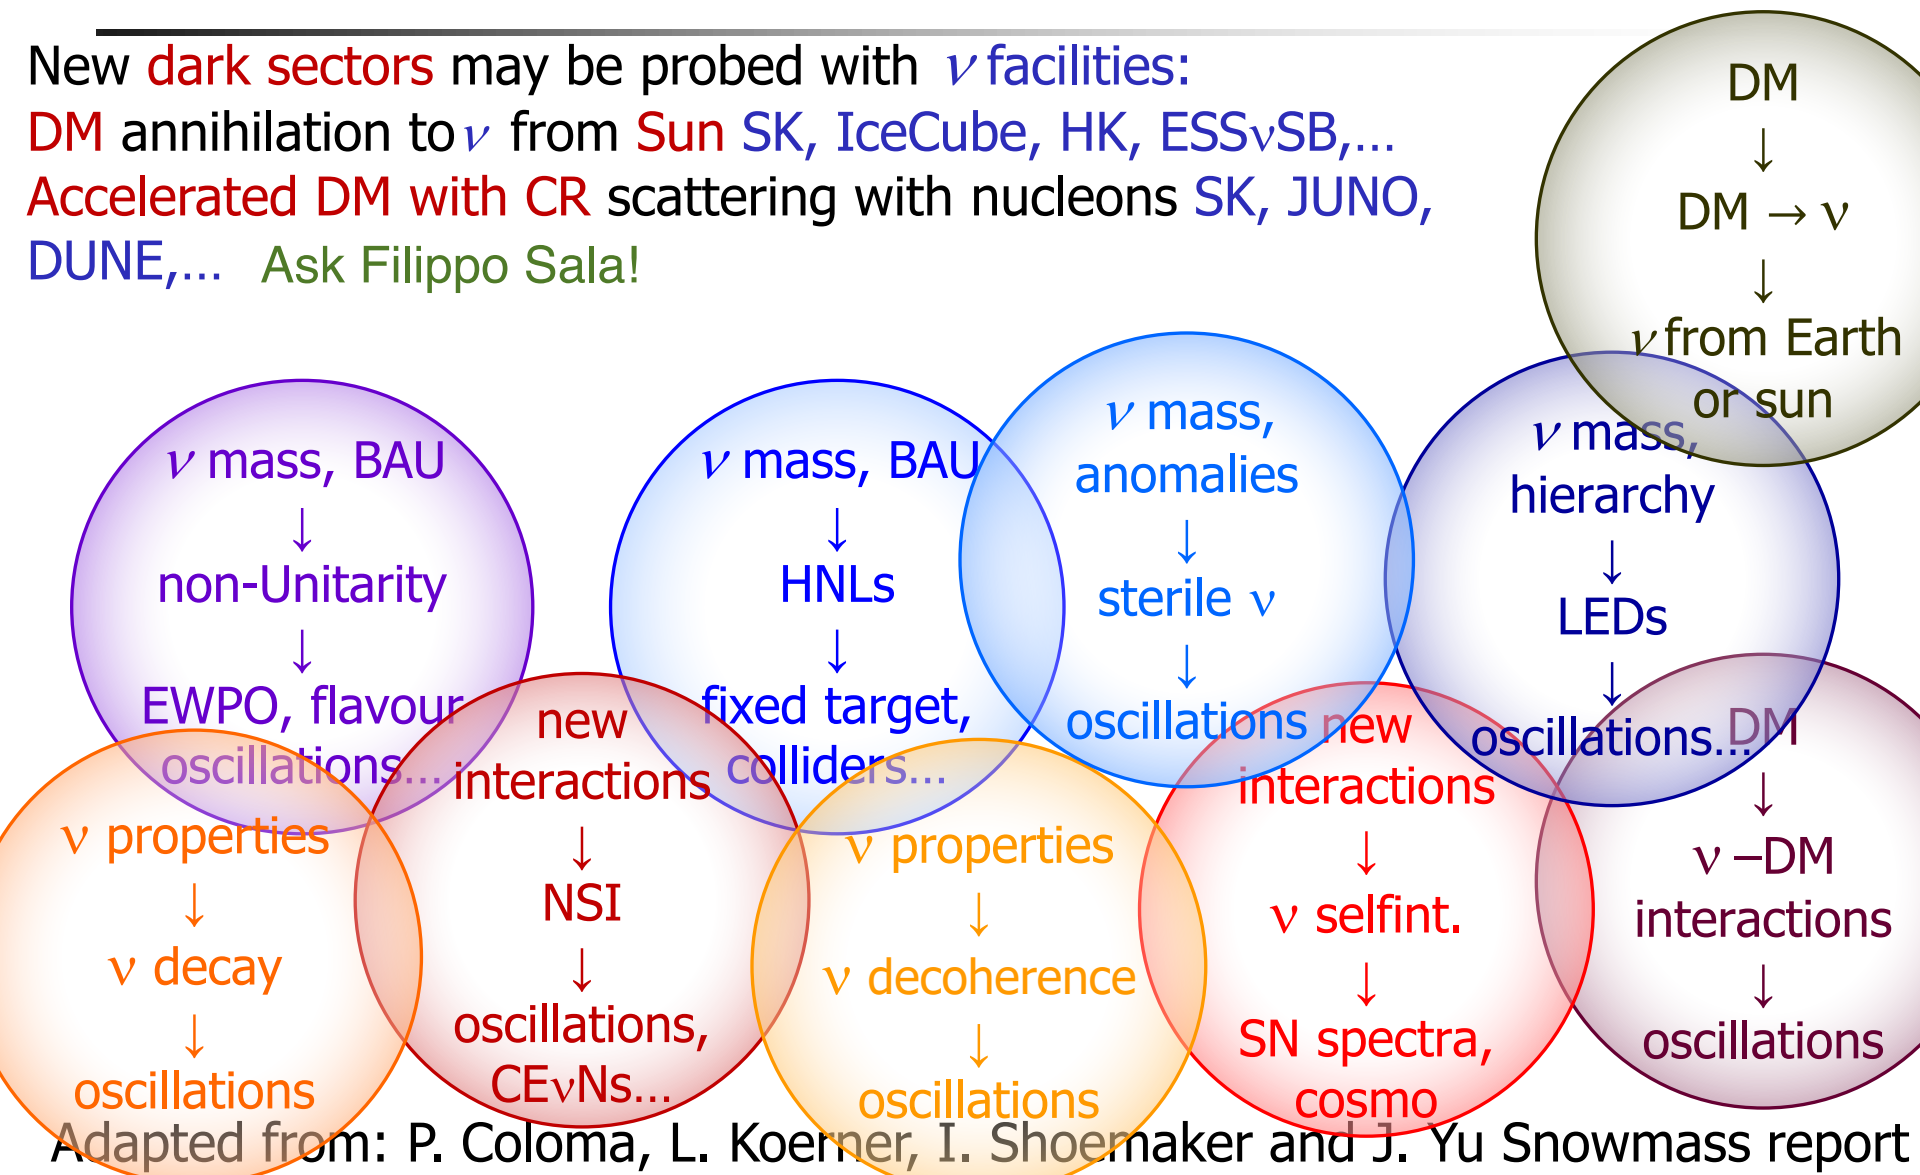 New dark sectors may be probed with ν facilities:
DM annihilation to ν from Sun SK, IceCube, HK, ESSνSB,...
Accelerated DM with CR scattering with nucleons SK, JUNO,
DUNE,... Ask Filippo Sala!
DM
↓
DM → ν
↓
ν from Earth
or sun
ν mass, BAU
↓
non-Unitarity
↓
EWPO, flavour
oscillations...
ν mass, BAU
↓
HNLs
↓
fixed target,
colliders...
ν mass,
anomalies
↓
sterile ν
↓
oscillations
ν mass,
hierarchy
↓
LEDs
↓
oscillations...
ν properties
↓
ν decay
↓
oscillations
new
interactions
↓
NSI
↓
oscillations,
CEνNs...
ν properties
↓
ν decoherence
↓
oscillations
new
interactions
↓
ν selfint.
↓
SN spectra,
cosmo
DM
↓
ν –DM
interactions
↓
oscillations
Adapted from: P. Coloma, L. Koerner, I. Shoemaker and J. Yu Snowmass report